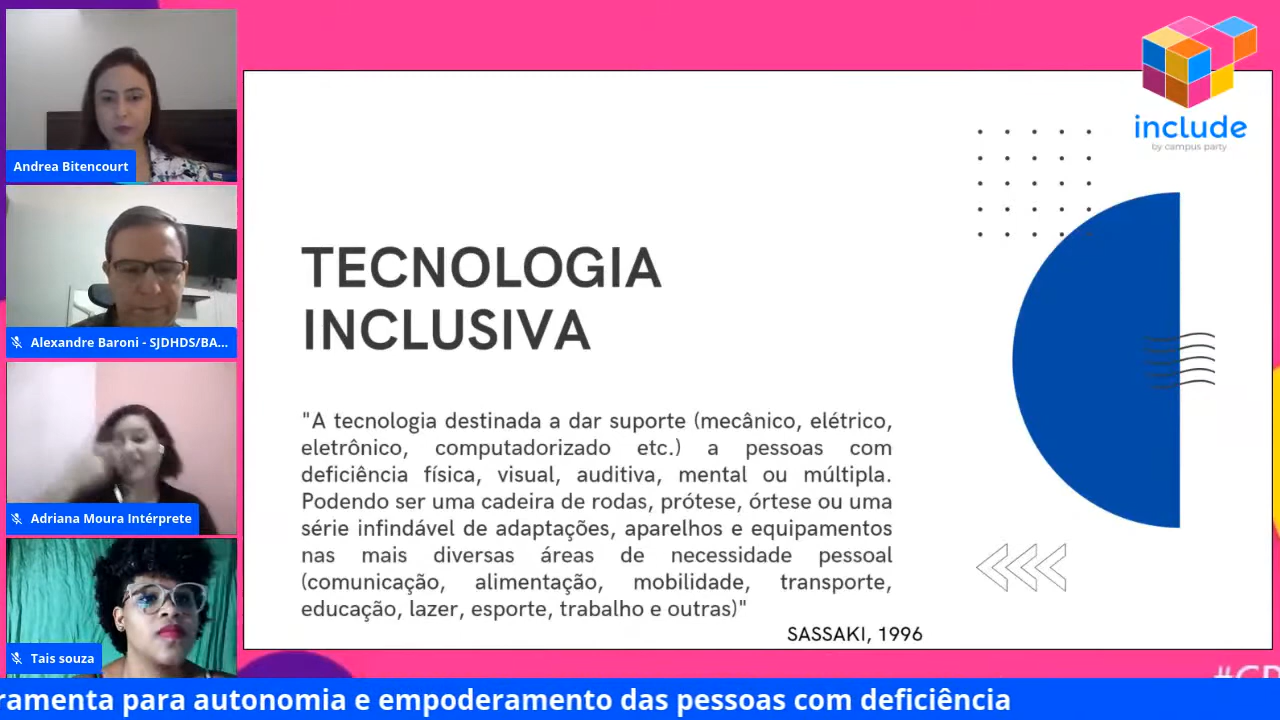 Andrea Bitencourt
Alexandre Baroni - SJDHDS/BA...
Adriana Moura Intérprete
Tais souza
include
by campus party
TECNOLOGIA
INCLUSIVA
"A tecnologia destinada a dar suporte (mecânico, elétrico,
eletrônico, computadorizado etc.) a pessoas com
deficiência física, visual, auditiva, mental ou múltipla.
Podendo ser uma cadeira de rodas, prótese, órtese ou uma
série infindável de adaptações, aparelhos e equipamentos
nas mais diversas áreas de necessidade pessoal
(comunicação, alimentação, mobilidade, transporte,
educação, lazer, esporte, trabalho e outras)"
SASSAKI, 1996
ramenta para autonomia e empoderamento das pessoas com deficiência